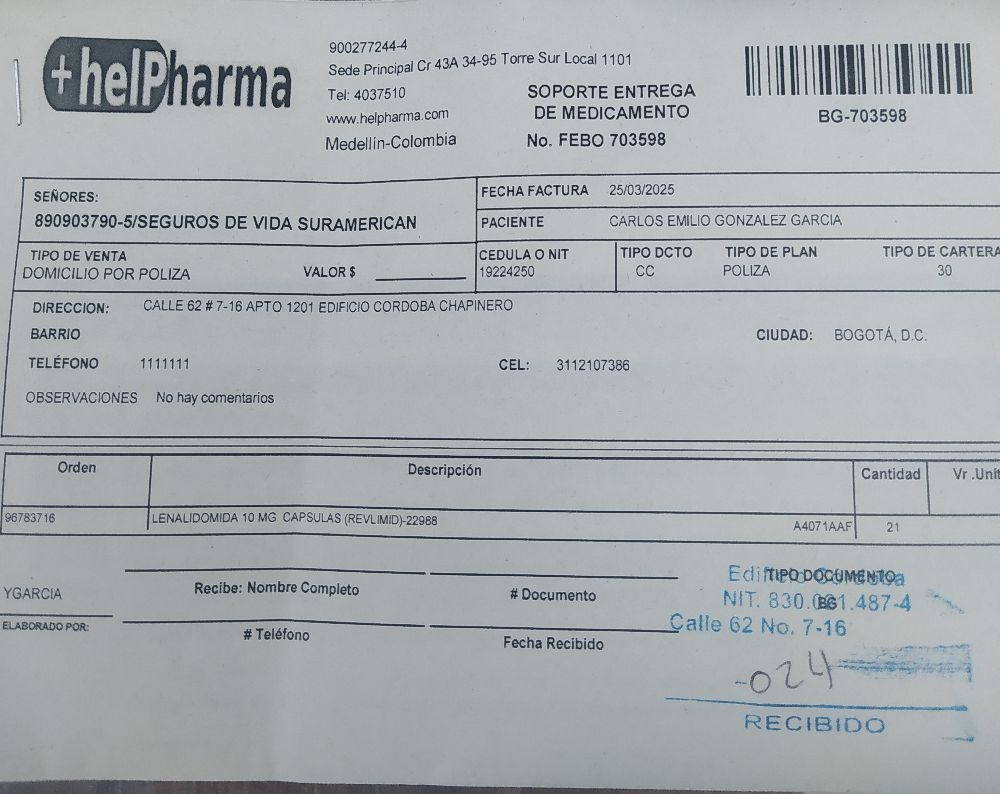 +helPharma
900277244-4
Sede Principal Cr 43A 34-95 Torre Sur Local 1101
Tel: 4037510
www.helpharma.com
Medellín-Colombia
SOPORTE ENTREGA
DE MEDICAMENTO
No. FEBO 703598
BG-703598
SEÑORES:
890903790-5/SEGUROS DE VIDA SURAMERICAN
FECHA FACTURA 25/03/2025
PACIENTE CARLOS EMILIO GONZALEZ GARCIA
TIPO DE VENTA
DOMICILIO POR POLIZA VALOR $
CEDULA O NIT TIPO DCTO TIPO DE PLAN TIPO DE CARTERA
19224250 CC POLIZA 30
DIRECCION: CALLE 62 # 7-16 APTO 1201 EDIFICIO CORDOBA CHAPINERO
BARRIO CIUDAD: BOGOTÁ, D.C.
TELÉFONO 1111111 CEL: 3112107386
OBSERVACIONES No hay comentarios
Orden Descripción Cantidad Vr .Unit
96783716 LENALIDOMIDA 10 MG CAPSULAS (REVLIMID)-22988 A4071AAF 21
YGARCIA
ELABORADO POR:
Recibe: Nombre Completo # Documento
# Teléfono Fecha Recibido
TIPO DOCUMENTO
BG
NIT. 830.001.487-4
Calle 62 No. 7-16
-024
RECIBIDO